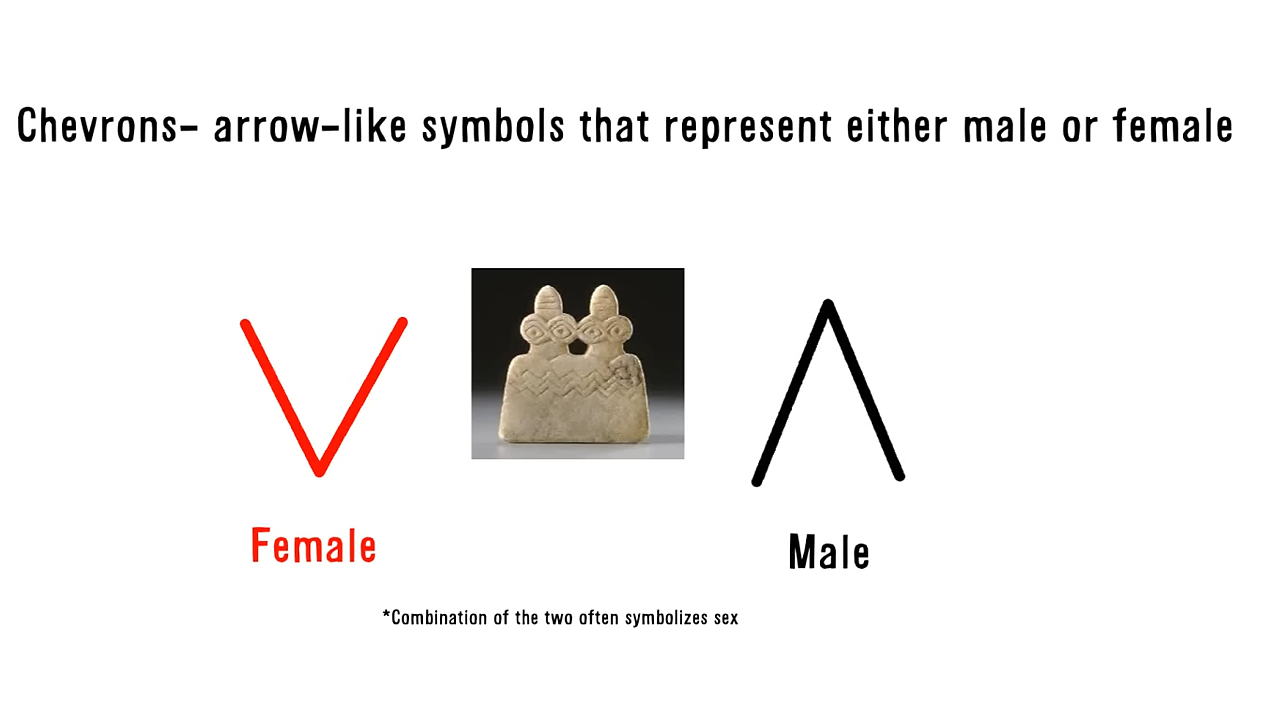 Chevrons- arrow-like symbols that represent either male or female
Female
Male
*Combination of the two often symbolizes sex